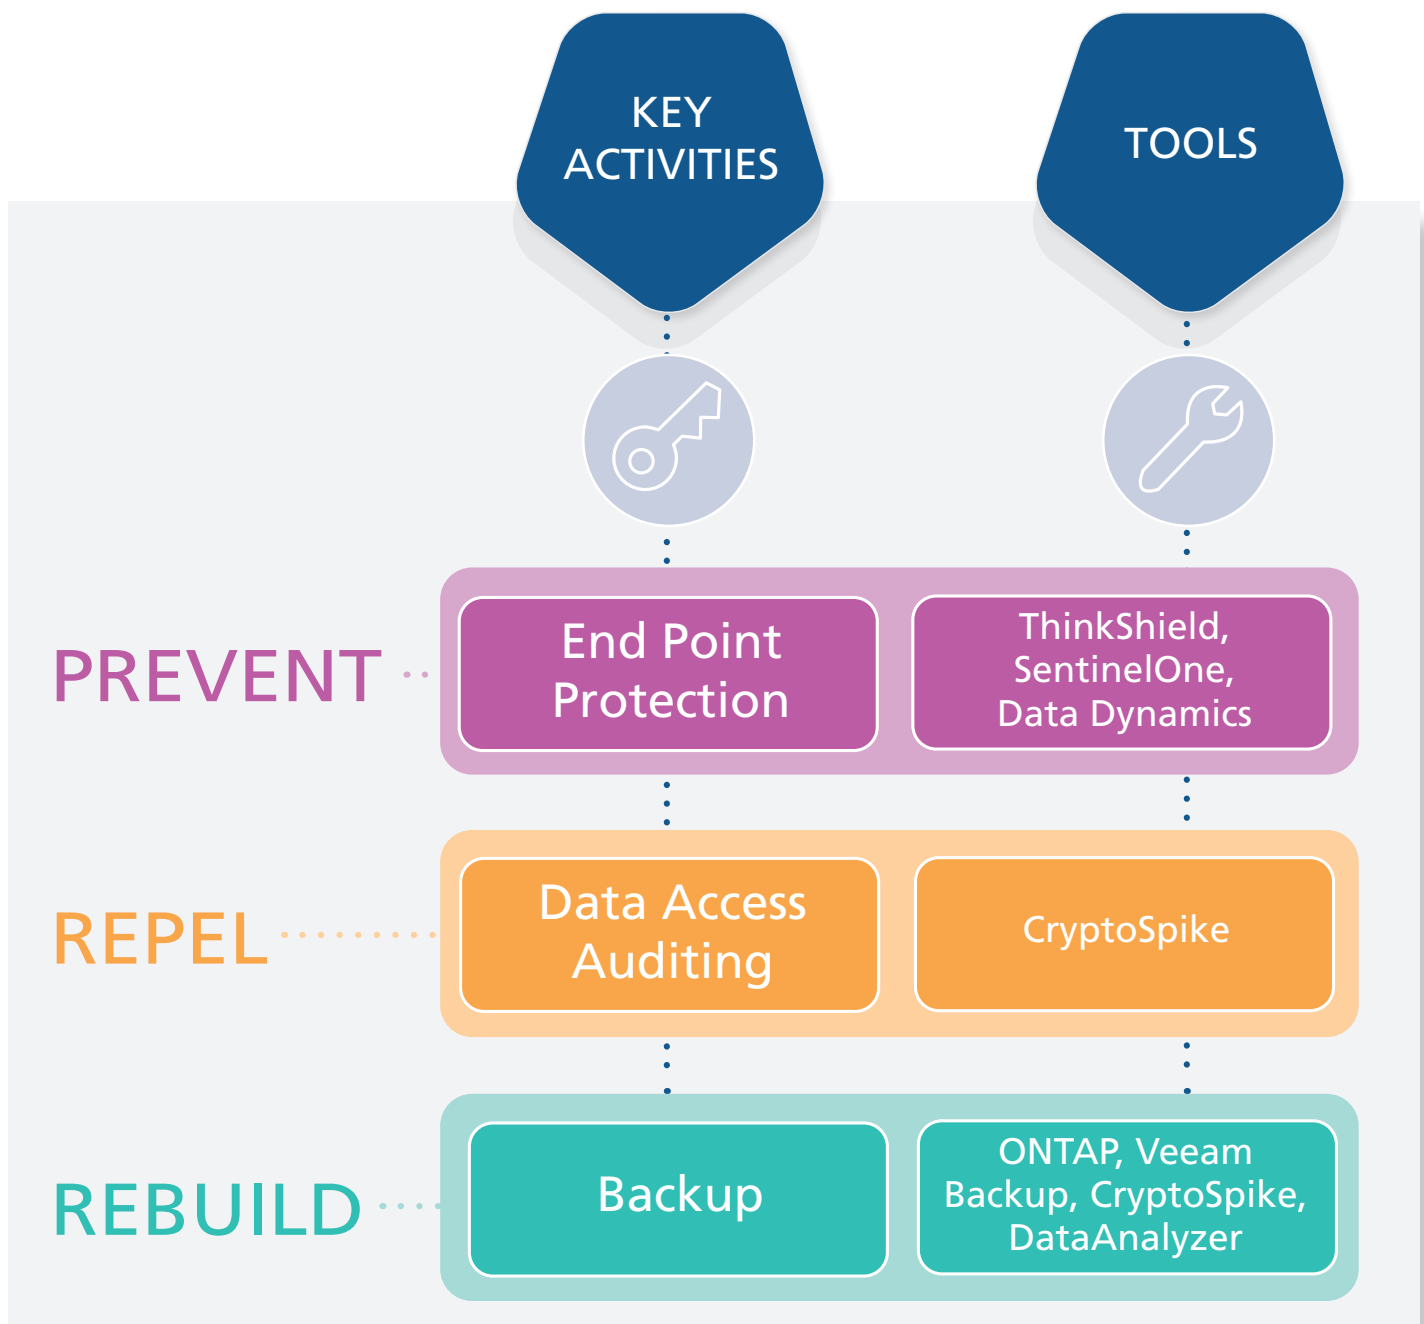 KEY
ACTIVITIES
TOOLS
PREVENT
End Point
Protection
ThinkShield,
SentinelOne,
Data Dynamics
REPEL
Data Access
Auditing
CryptoSpike
REBUILD
Backup
ONTAP, Veeam
Backup, CryptoSpike,
DataAnalyzer